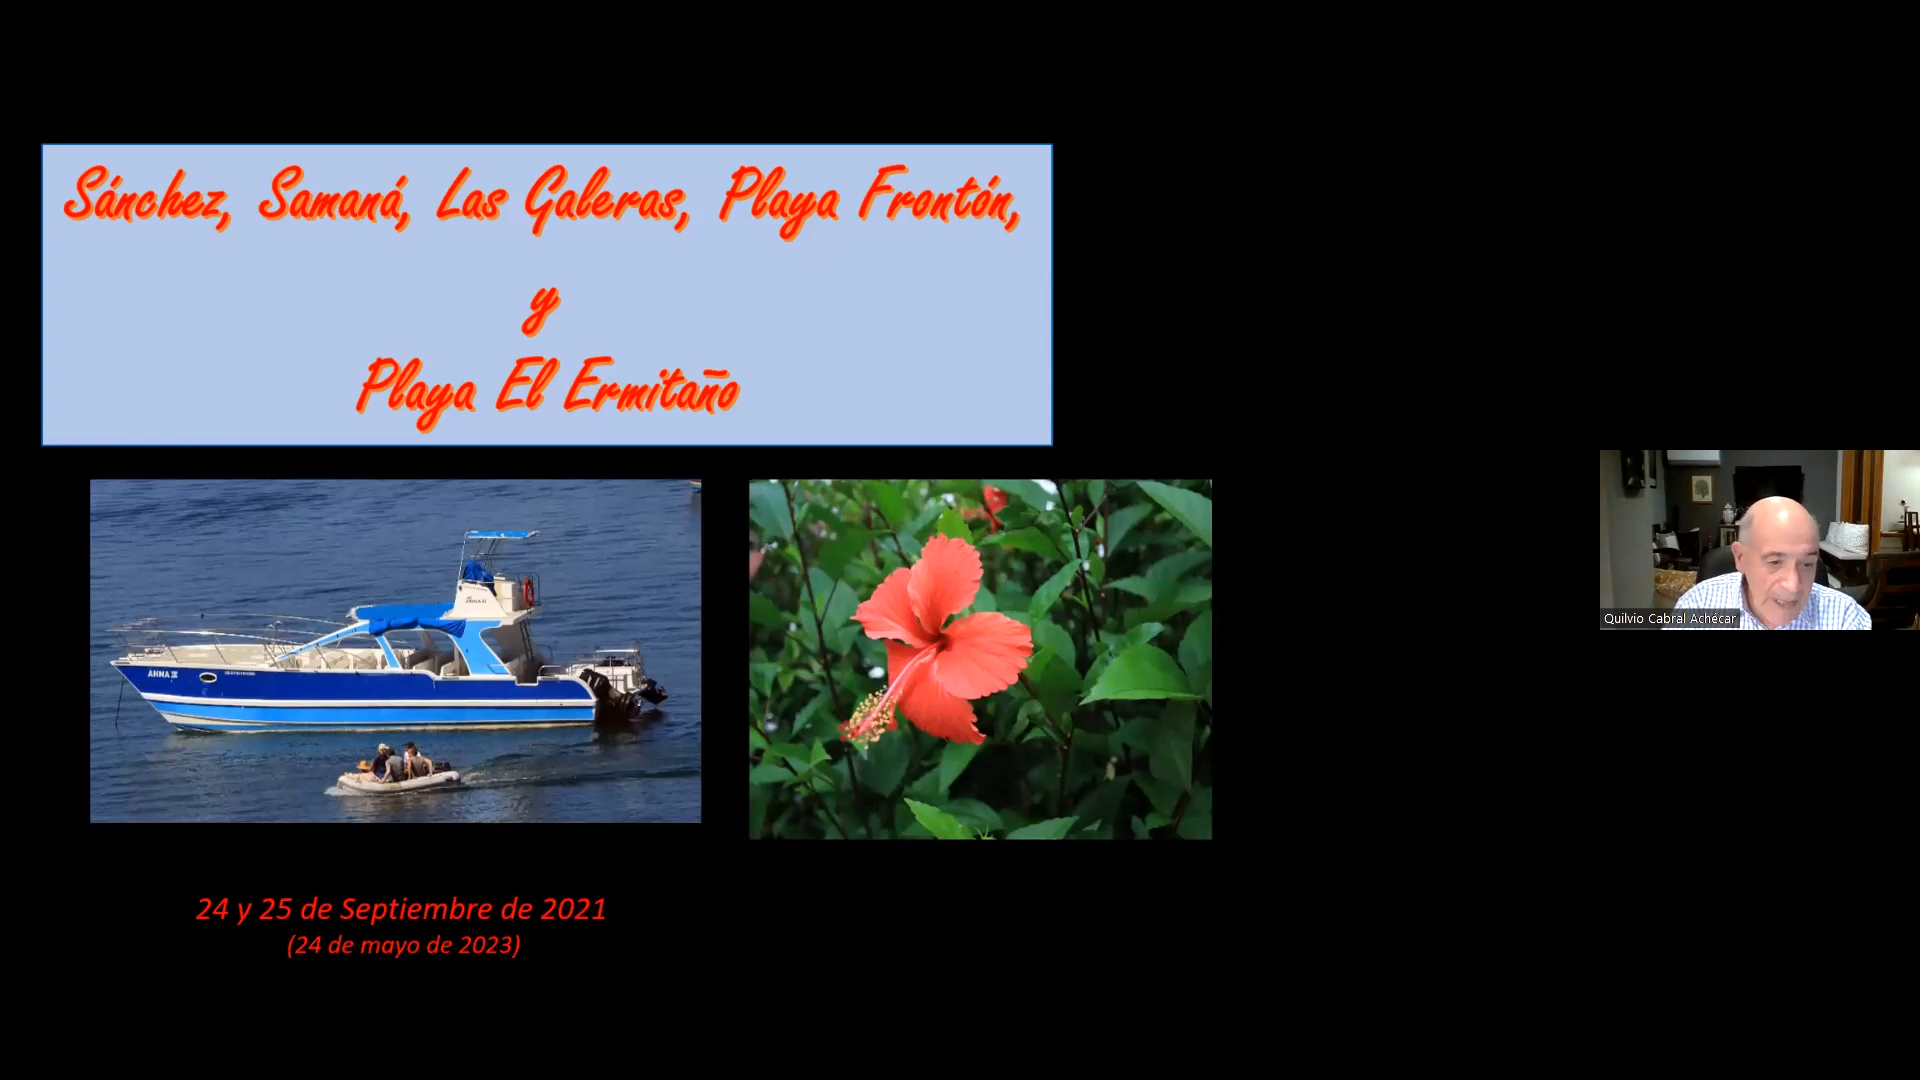 Sánchez, Samaná, Las Galeras, Playa Frontón,
y
Playa El Ermitaño
ANNA II
24 y 25 de Septiembre de 2021
(24 de mayo de 2023)
Quilvio Cabral Achécar